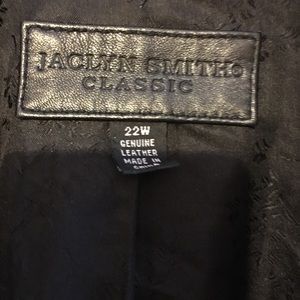 JACLYN SMITH®
CLASSIC
22W
GENUINE
LEATHER
MADE IN